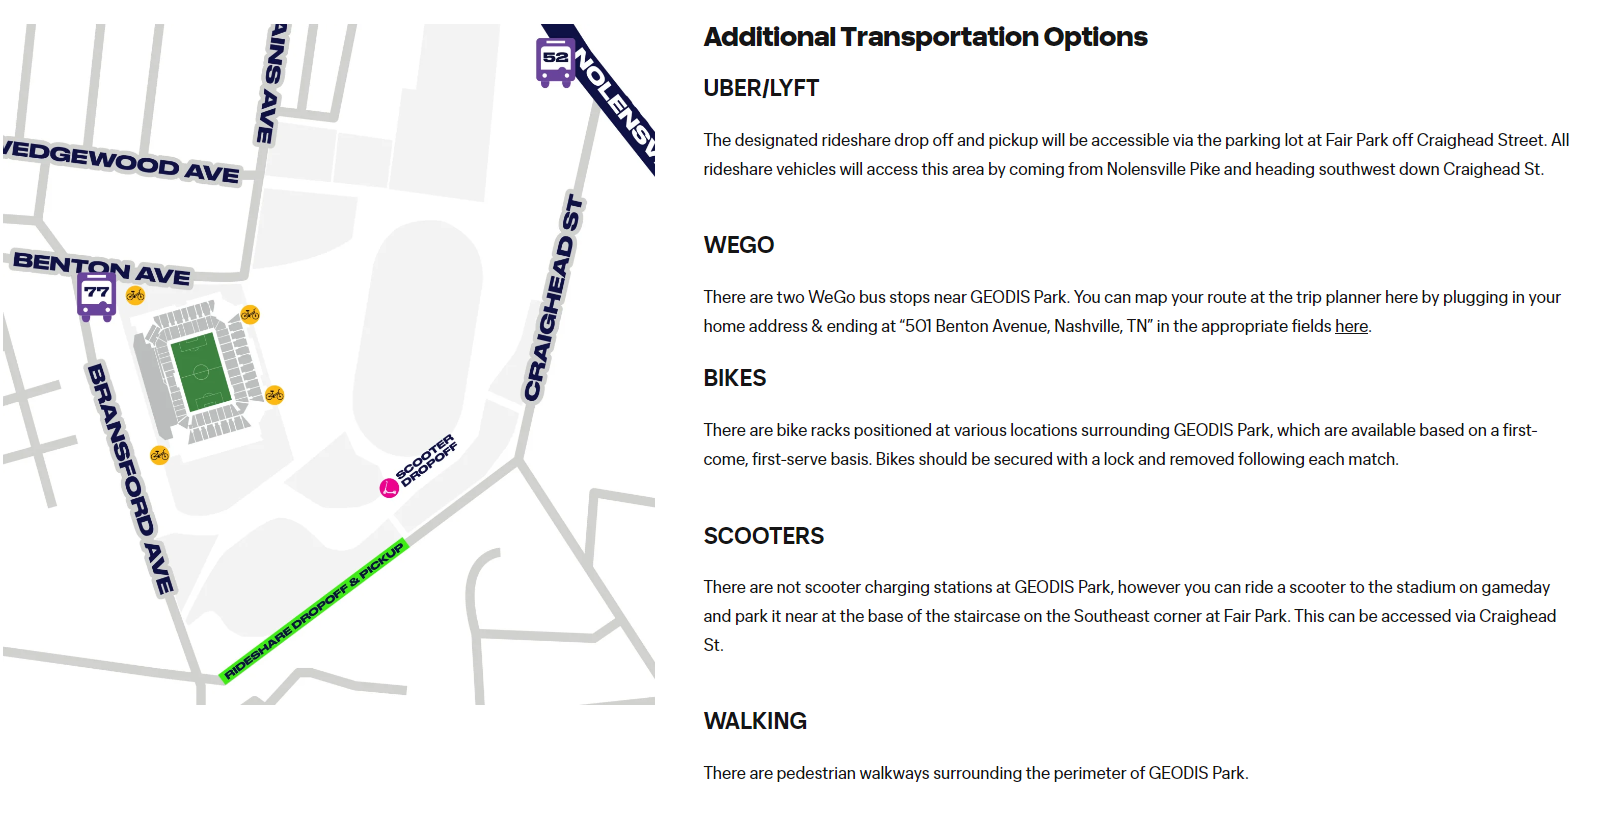 AINS AVE
52
NOLENSV
VEDGEWOOD AVE
CRAIGHEAD ST
BENTON AVE
77
BRANSFORD AVE
SCOOTER
DROPOFF
RIDESHARE DROPOFF & PICKUP
Additional Transportation Options
UBER/LYFT
The designated rideshare drop off and pickup will be accessible via the parking lot at Fair Park off Craighead Street. All
rideshare vehicles will access this area by coming from Nolensville Pike and heading southwest down Craighead St.
WEGO
There are two WeGo bus stops near GEODIS Park. You can map your route at the trip planner here by plugging in your
home address & ending at “501 Benton Avenue, Nashville, TN” in the appropriate fields here.
BIKES
There are bike racks positioned at various locations surrounding GEODIS Park, which are available based on a first-
come, first-serve basis. Bikes should be secured with a lock and removed following each match.
SCOOTERS
There are not scooter charging stations at GEODIS Park, however you can ride a scooter to the stadium on gameday
and park it near at the base of the staircase on the Southeast corner at Fair Park. This can be accessed via Craighead
St.
WALKING
There are pedestrian walkways surrounding the perimeter of GEODIS Park.